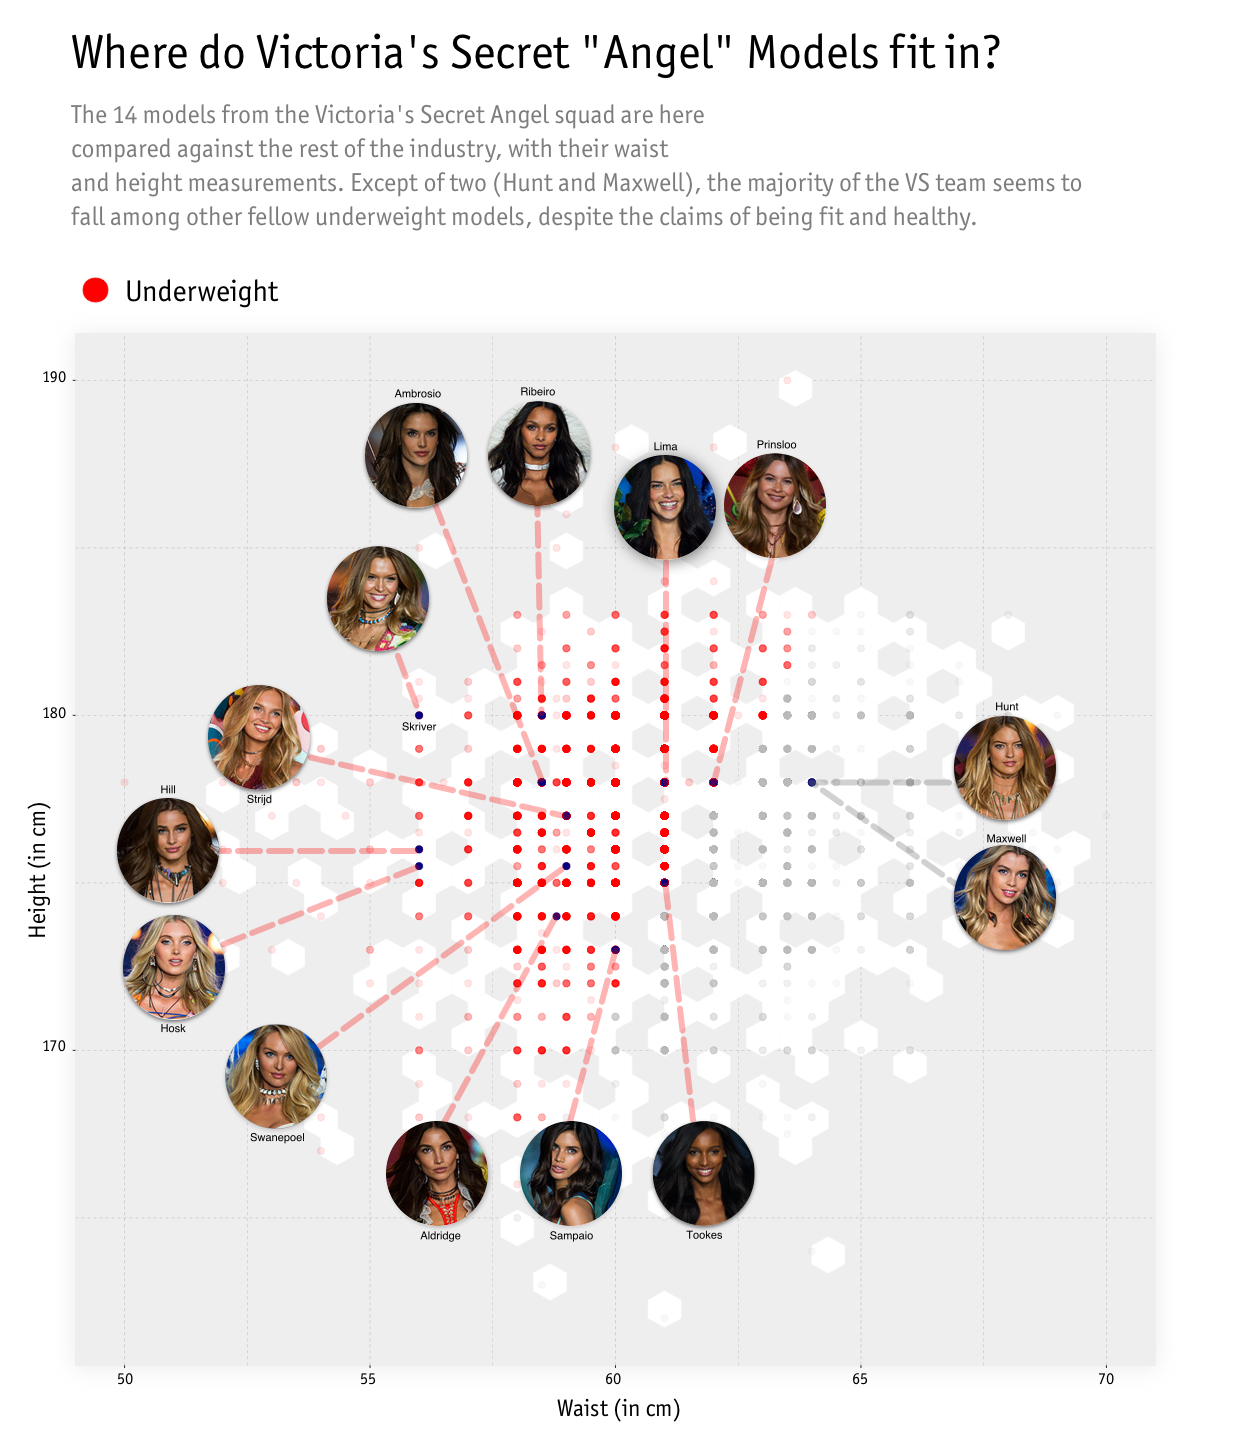 Where do Victoria's Secret "Angel" Models fit in?
The 14 models from the Victoria's Secret Angel squad are here
compared against the rest of the industry, with their waist
and height measurements. Except of two (Hunt and Maxwell), the majority of the VS team seems to
fall among other fellow underweight models, despite the claims of being fit and healthy.
Underweight
190
Ambrosio
Ribeiro
Lima
Prinsloo
180
Skriver
Hunt
Strijd
Hill
Maxwell
Height (in cm)
Hosk
170
Swanepoel
Aldridge
Sampaio
Tookes
50
55
60
65
70
Waist (in cm)